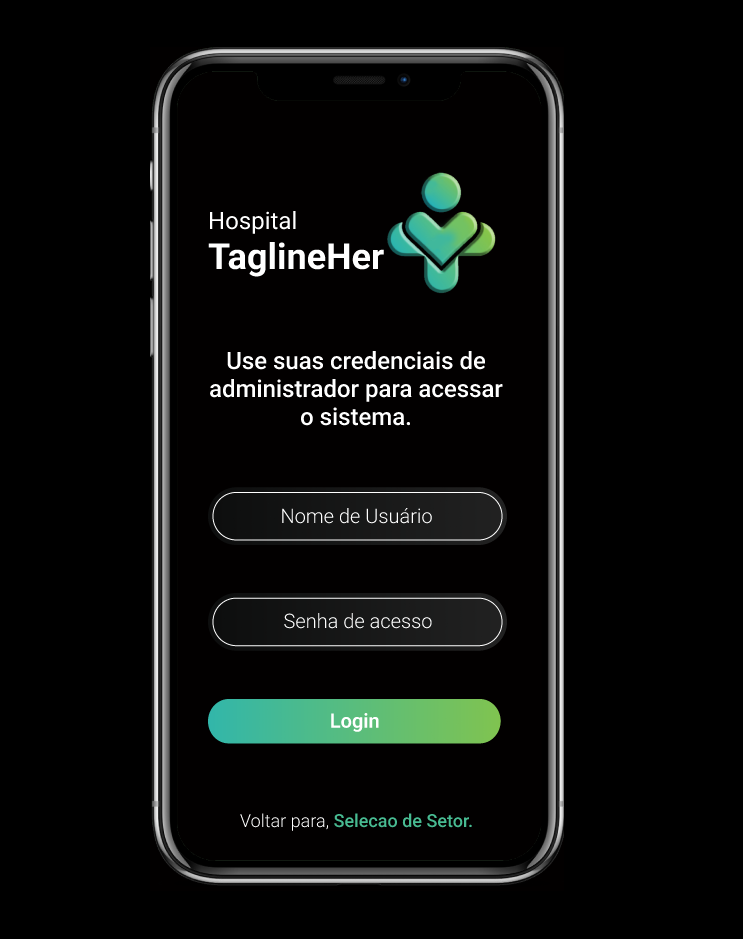 Hospital
TaglineHer
Use suas credenciais de
administrador para acessar
o sistema.
Nome de Usuário
Senha de acesso
Login
Voltar para, Selecao de Setor.